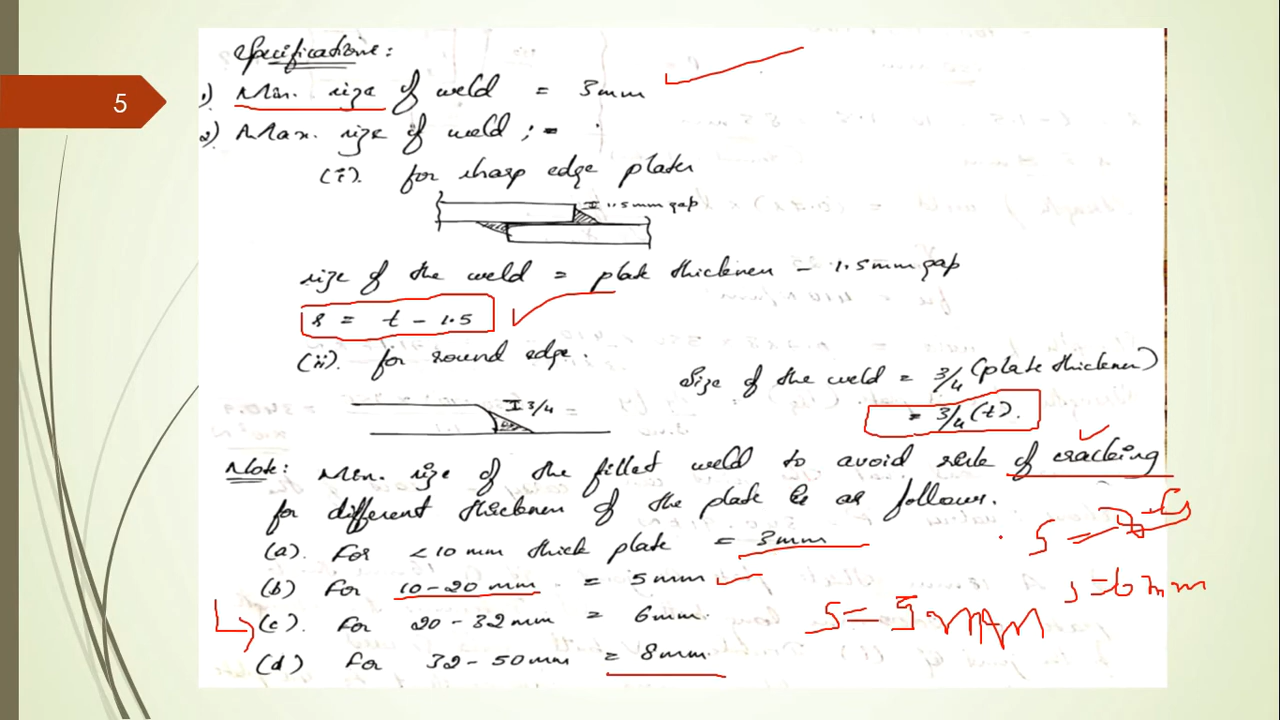 5
Specifications:
1) Min. size of weld = 3mm
2) Max. size of weld ; -
(i). for sharp edge plates
I 1.5mm gap
size of the weld = plate thickness - 1.5mm gap
s = t - 1.5
(ii). for round edge.
Size of the weld = 3/4 (plate thickness)
I 3/4
= 3/4 (t).
Note: Min. size of the fillet weld to avoid risk of cracking
for different thickness of the plate is as follows.
(a). For <10 mm thick plate = 3mm
(b) for 10-20 mm = 5mm
(c). for 20-32 mm = 6mm.
(d) for 32-50mm = 8mm.
s=6mm
S=5mm